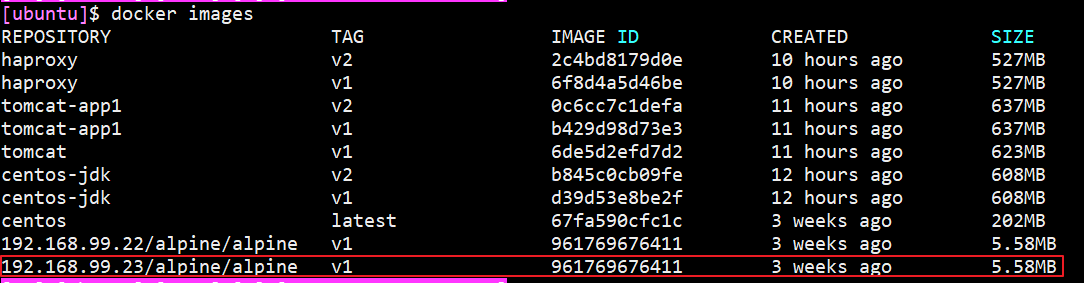 [ubuntu]$ docker images
REPOSITORY TAG IMAGE ID CREATED SIZE
haproxy v2 2c4bd8179d0e 10 hours ago 527MB
haproxy v1 6f8d4a5d46be 10 hours ago 527MB
tomcat-app1 v2 0c6cc7c1defa 11 hours ago 637MB
tomcat-app1 v1 b429d98d73e3 11 hours ago 637MB
tomcat v1 6de5d2efd7d2 11 hours ago 623MB
centos-jdk v2 b845c0cb09fe 12 hours ago 608MB
centos-jdk v1 d39d53e8be2f 12 hours ago 608MB
centos latest 67fa590cfc1c 3 weeks ago 202MB
192.168.99.22/alpine/alpine v1 961769676411 3 weeks ago 5.58MB
192.168.99.23/alpine/alpine v1 961769676411 3 weeks ago 5.58MB